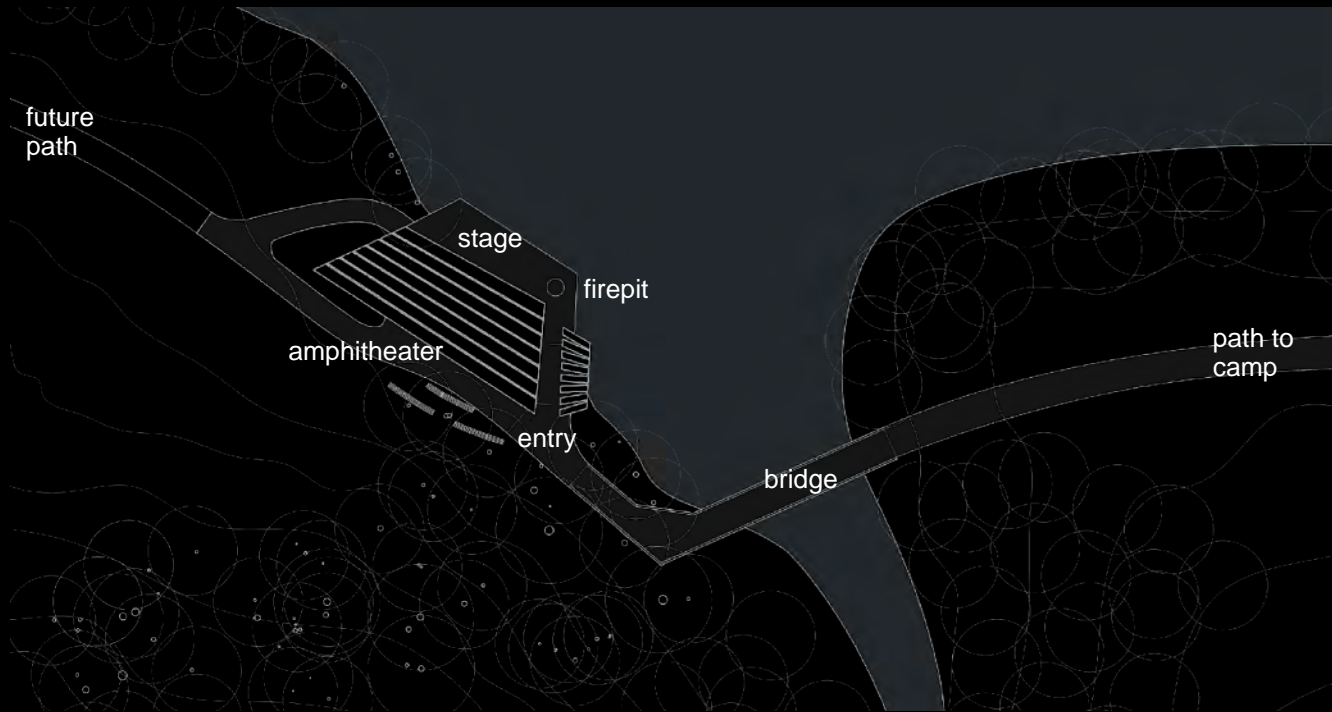 future
path
stage
firepit
amphitheater
path to
camp
entry
bridge